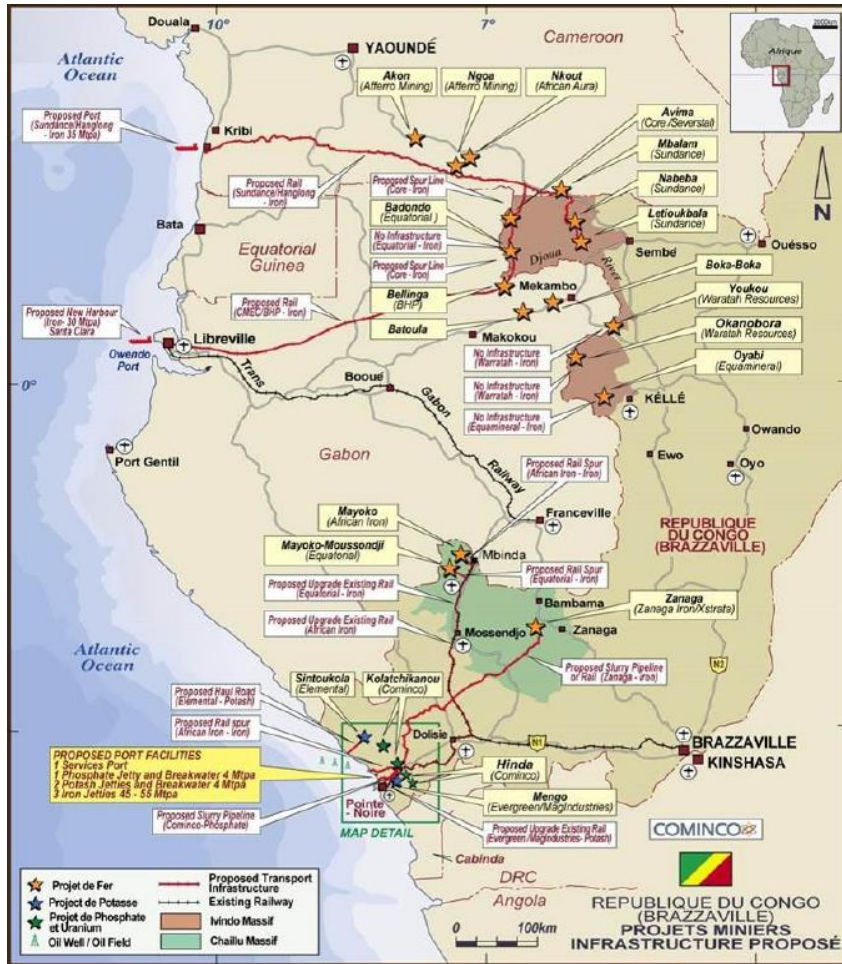 Douala
10°
7°
Cameroon
2000km
Afrique
Atlantic
Ocean
YAOUNDÉ
Akon
(Afferro Mining)
Ngoa
(Afferro Mining)
Nkout
(African Aura)
Proposed Port
(Sundance/Hanglong
- Iron 35 Mtpa)
Kribi
Avima
(Core /Severstal)
Mbalam
(Sundance)
Nabeba
(Sundance)
Letioukbala
(Sundance)
N
Proposed Rail
(Sundance/Hanglong
- Iron)
Proposed Spur Line
(Core - Iron)
Badondo
(Equatorial )
No Infrastructure
(Equatorial - Iron)
Proposed Spur Line
(Core - Iron)
Bata
Equatorial
Guinea
Djoua
River
Sembé
Ouésso
Mekambo
Boka-Boka
Bellinga
(BHP)
Proposed Rail
(CMEC/BHP - Iron)
Batoula
Youkou
(Waratah Resources)
Okanobora
(Waratah Resources)
Oyabi
(Equamineral)
Proposed New Harbour
(Iron- 30 Mtpa)
Santa Clara
Libreville
Owendo
Port
Makokou
No Infrastructure
(Warratah - Iron)
No Infrastructure
(Warratah - Iron)
No Infrastructure
(Equamineral - Iron)
0°
Trans
Gabon
Railway
Booué
KÉLLÉ
Owando
Ewo
Oyo
Port Gentil
Gabon
Proposed Rail Spur
(African Iron - Iron)
Franceville
REPUBLIQUE
DU CONGO
(BRAZZAVILLE)
Mayoko
(African Iron)
Mayoko-Moussondji
(Equatorial)
Mbinda
Proposed Rail Spur
(Equatorial - Iron)
Proposed Upgrade Existing Rail
(Equatorial - Iron)
Proposed Upgrade Existing Rail
(African Iron)
Bambama
Zanaga
(Zanaga Iron/Xstrata)
Mossendjo
Zanaga
Atlantic
Ocean
Sintoukola
(Elemental)
Kolatchikanou
(Cominco)
Proposed Slurry Pipeline
or Rail (Zanaga - iron)
N2
Proposed Haul Road
(Elemental - Potash)
Proposed Rail spur
(African Iron - Iron)
Dolisie
N1
BRAZZAVILLE
KINSHASA
PROPOSED PORT FACILITIES
1 Services Port
1 Phosphate Jetty and Breakwater 4 Mtpa
2 Potash Jetties and Breakwater 4 Mtpa
3 Iron Jetties 45 - 55 Mtpa
Hinda
(Cominco)
Mengo
(Evergreen/MagIndustries)
Proposed Slurry Pipeline
(Cominco-Phosphate)
Pointe
- Noire
MAP DETAIL
Proposed Upgrade Existing Rail
(Evergreen /MagIndustries- Potash)
Cabinda
DRC
Angola
COMINCO
Projet de Fer
Project de Potasse
Projet de Phosphate
et Uranium
Oil Well / Oil Field
Proposed Transport
Infrastructure
Existing Railway
Ivindo Massif
Chaillu Massif
0
100km
REPUBLIQUE DU CONGO
(BRAZZAVILLE)
PROJETS MINIERS
INFRASTRUCTURE PROPOSÉ